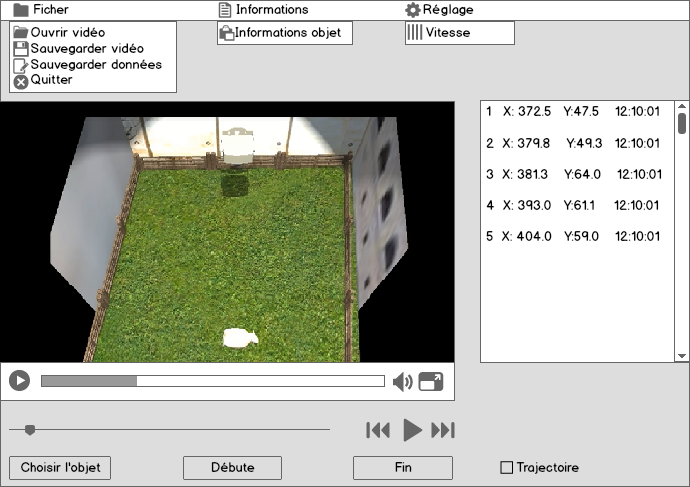 Ficher Informations Réglage
Ouvrir vidéo Informations objet Vitesse
Sauvegarder vidéo
Sauvegarder données
Quitter
1 X: 372.5 Y:47.5 12:10:01
2 X: 379.8 Y:49.3 12:10:01
3 X: 381.3 Y:64.0 12:10:01
4 X: 393.0 Y:61.1 12:10:01
5 X: 404.0 Y:59.0 12:10:01
Choisir l'objet Débute Fin Trajectoire